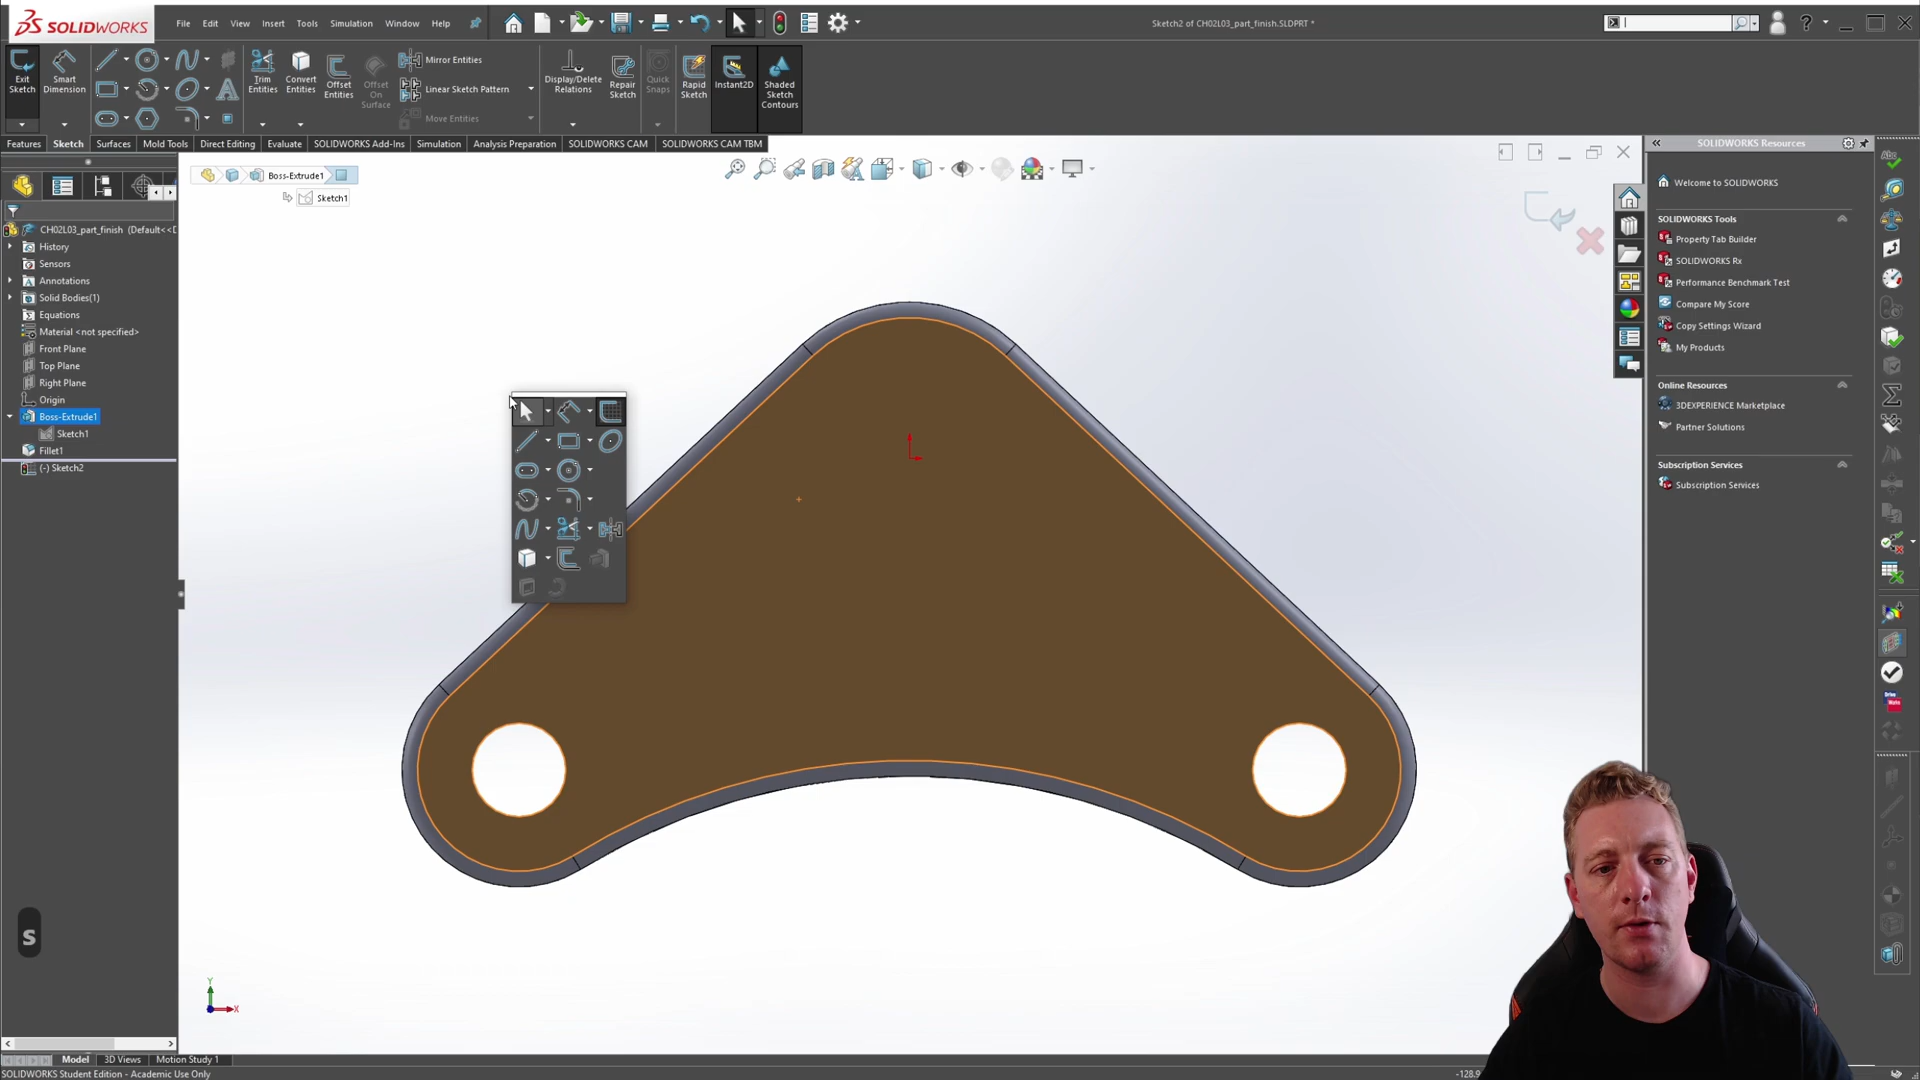 SOLIDWORKS
File Edit View Insert Tools Simulation Window Help
Sketch2 of CH02L03_part_finish.SLDPRT *
Exit Sketch
Smart Dimension
Trim Entities
Convert Entities
Offset Entities
Offset On Surface
Mirror Entities
Linear Sketch Pattern
Move Entities
Display/Delete Relations
Repair Sketch
Quick Snaps
Rapid Sketch
Instant2D
Shaded Sketch Contours
Features Sketch Surfaces Mold Tools Direct Editing Evaluate SOLIDWORKS Add-Ins Simulation Analysis Preparation SOLIDWORKS CAM SOLIDWORKS CAM TBM
Boss-Extrude1
Sketch1
CH02L03_part_finish (Default<<D
History
Sensors
Annotations
Solid Bodies(1)
Equations
Material <not specified>
Front Plane
Top Plane
Right Plane
Origin
Boss-Extrude1
Sketch1
Fillet1
(-) Sketch2
SOLIDWORKS Resources
Welcome to SOLIDWORKS
SOLIDWORKS Tools
Property Tab Builder
SOLIDWORKS Rx
Performance Benchmark Test
Compare My Score
Copy Settings Wizard
My Products
Online Resources
3DEXPERIENCE Marketplace
Partner Solutions
Subscription Services
Subscription Services
s
Y
X
Model 3D Views Motion Study 1
SOLIDWORKS Student Edition - Academic Use Only